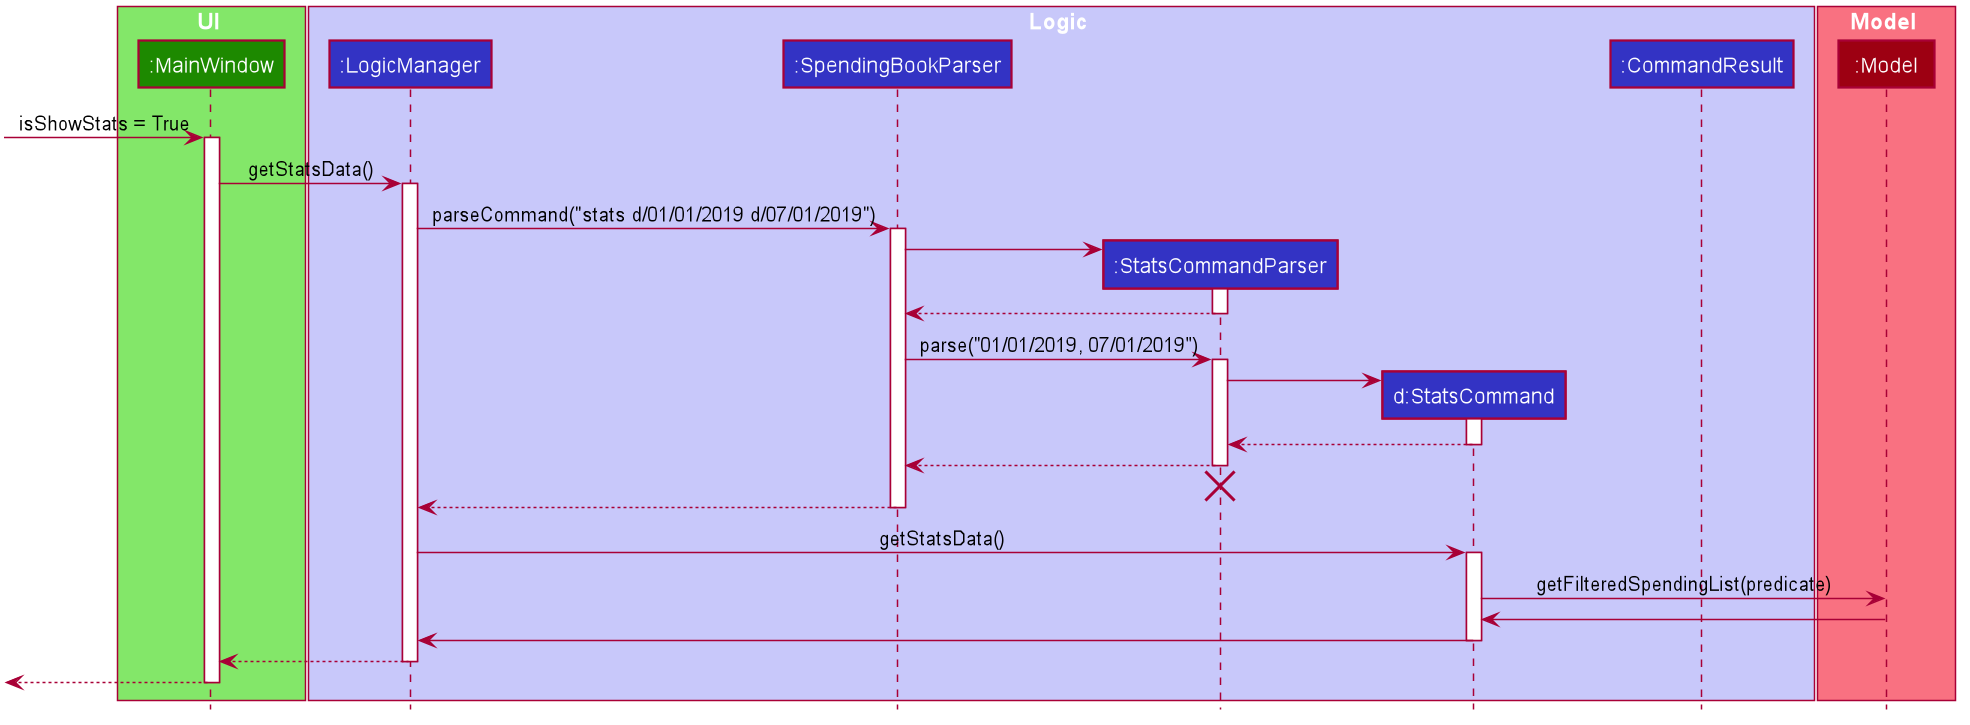 UI
Logic
Model
:MainWindow
:LogicManager
:SpendingBookParser
:CommandResult
:Model
isShowStats = True
getStatsData()
parseCommand("stats d/01/01/2019 d/07/01/2019")
:StatsCommandParser
parse("01/01/2019, 07/01/2019")
d:StatsCommand
getStatsData()
getFilteredSpendingList(predicate)